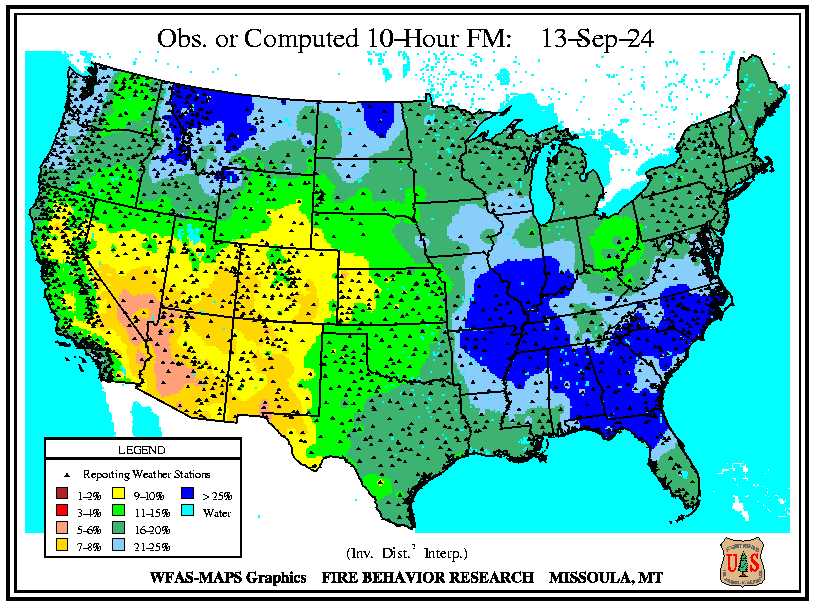 Obs. or Computed 10-Hour FM: 13-Sep-24
LEGEND
Reporting Weather Stations
1-2% 9-10% > 25%
3-4% 11-15% Water
5-6% 16-20%
7-8% 21-25%
(Inv. Dist.² Interp.)
WFAS-MAPS Graphics FIRE BEHAVIOR RESEARCH MISSOULA, MT
U S